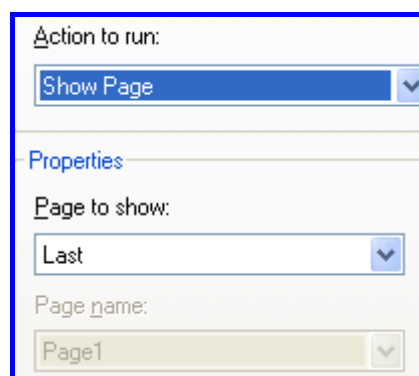 Action to run:
Show Page
Properties
Page to show:
Last
Page name:
Page1